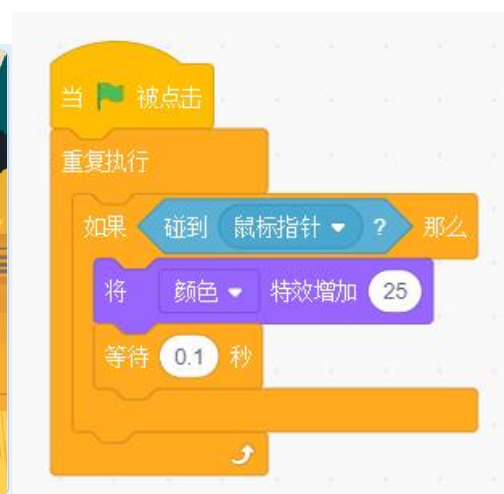 当 被点击
重复执行
如果 碰到 鼠标指针 ? 那么
将 颜色 特效增加 25
等待 0.1 秒